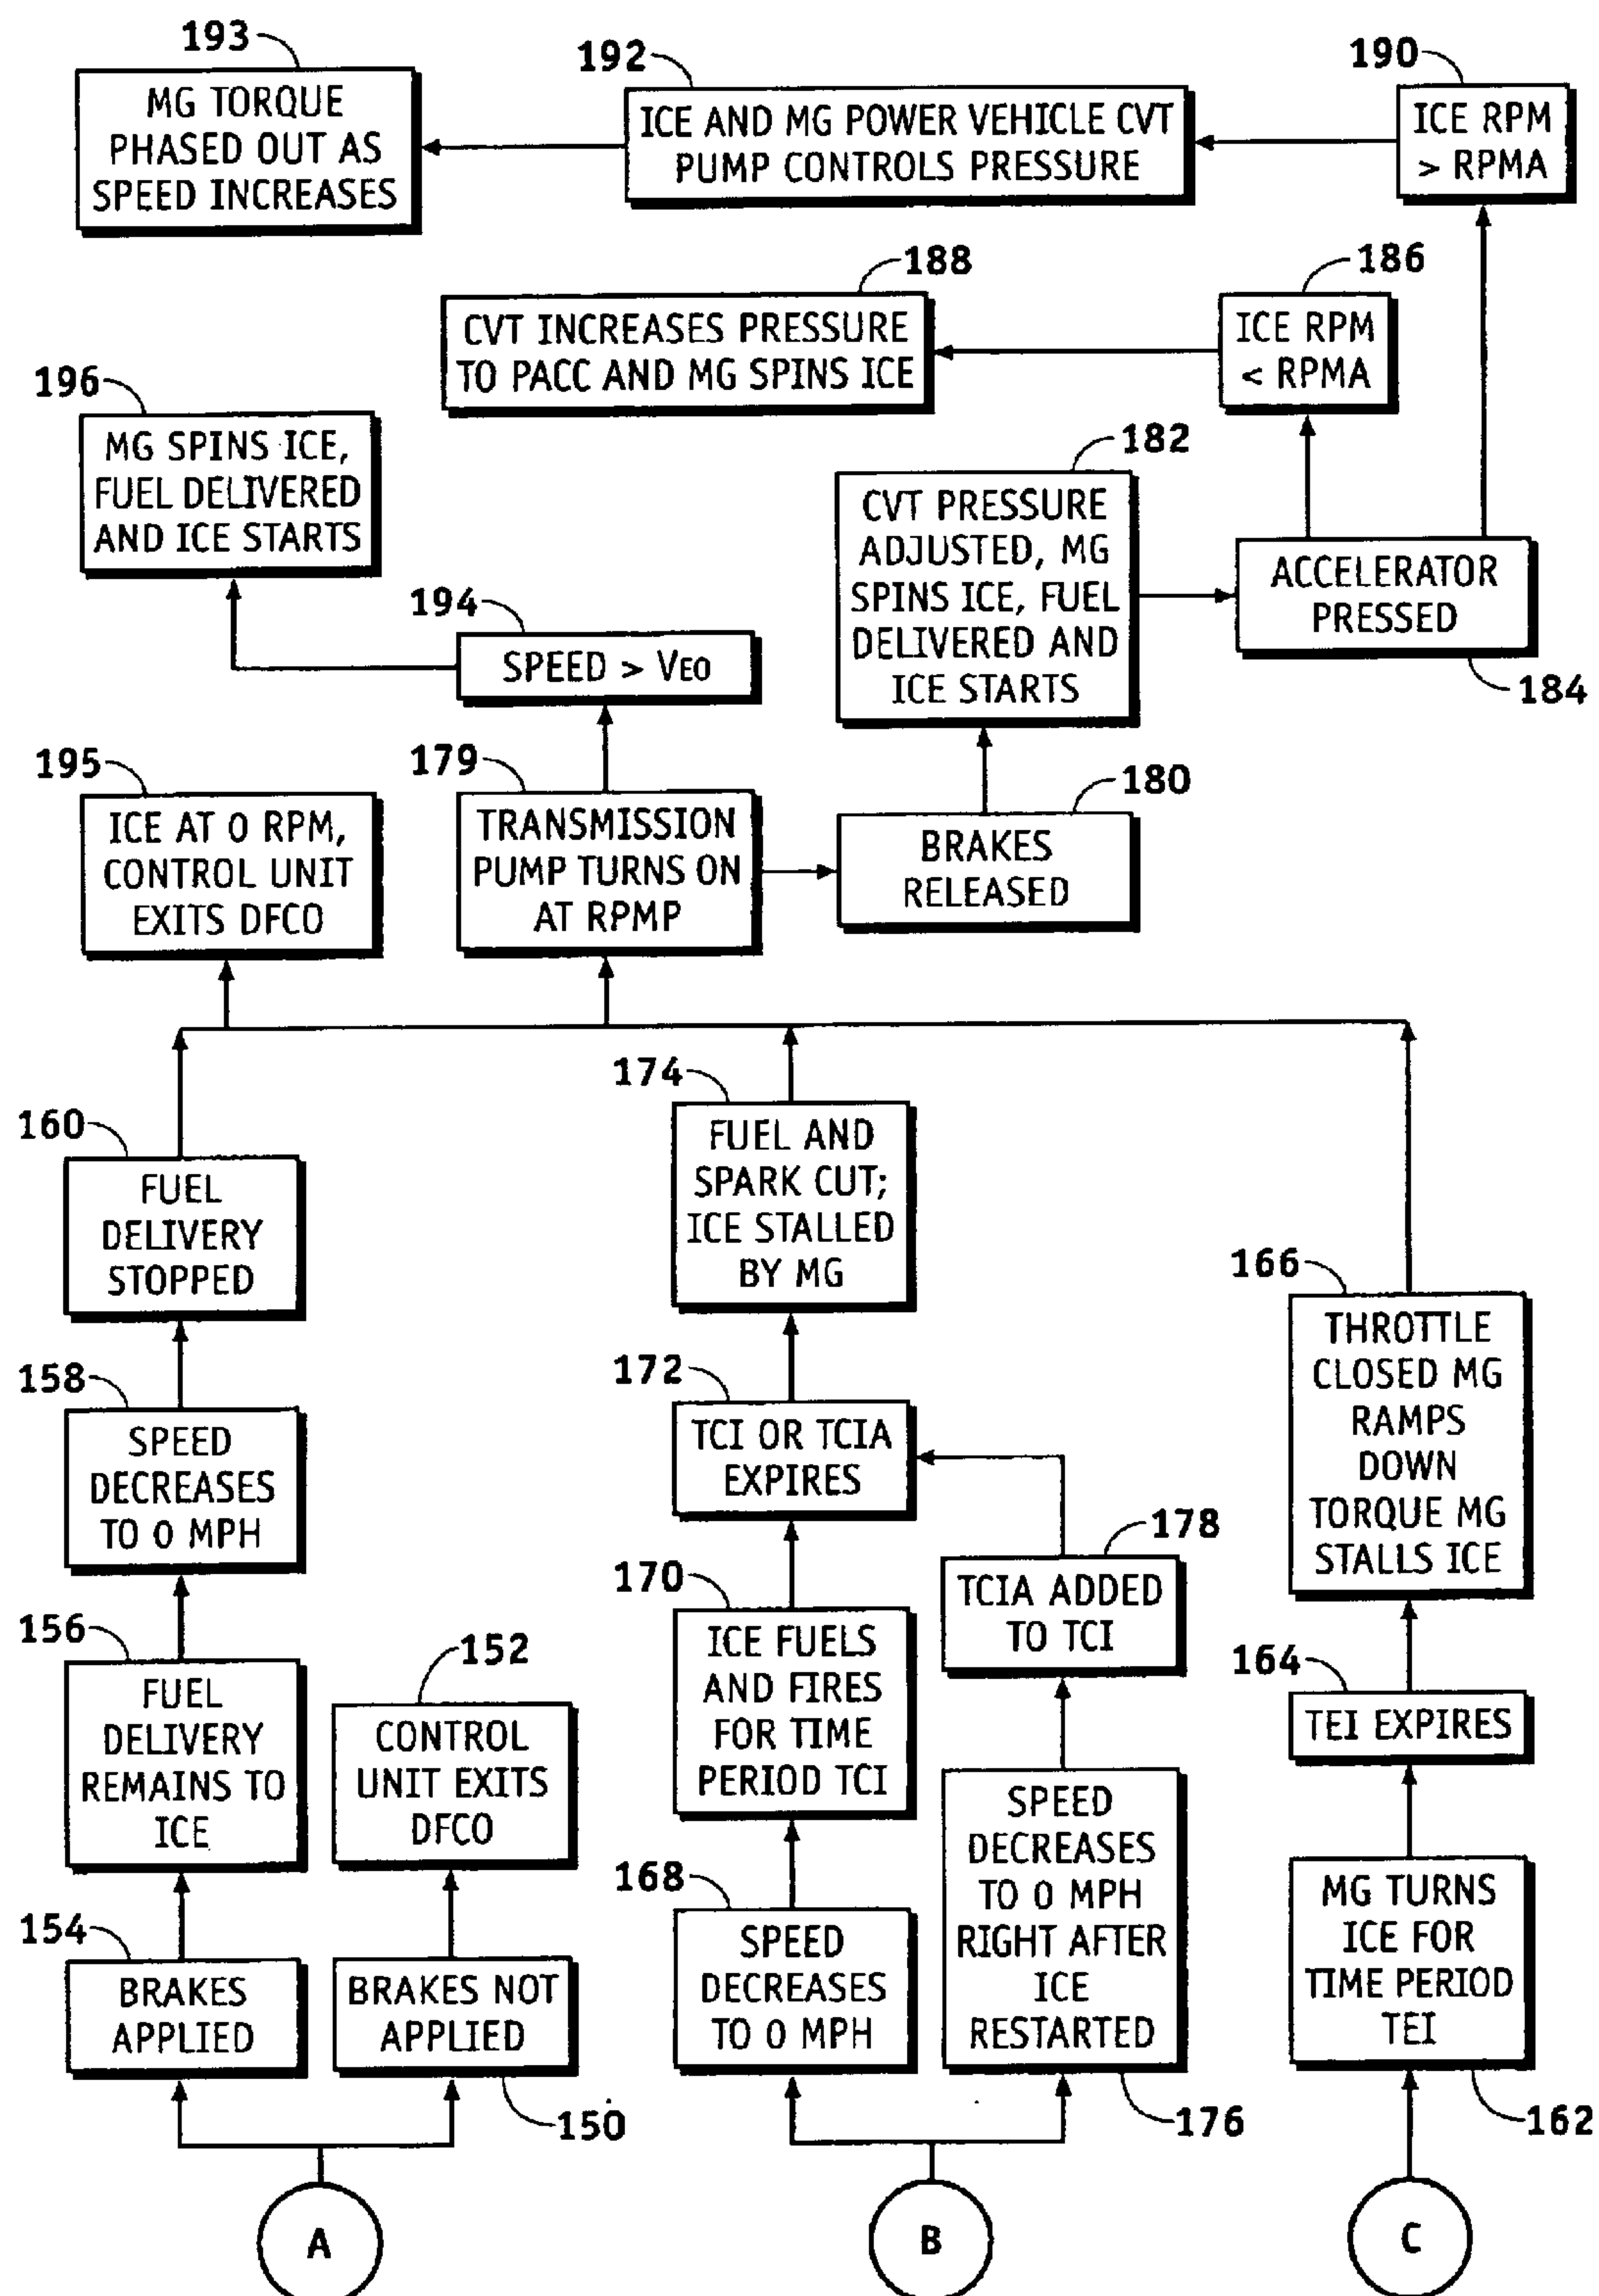 193
MG TORQUE
PHASED OUT AS
SPEED INCREASES
192
ICE AND MG POWER VEHICLE CVT
PUMP CONTROLS PRESSURE
190
ICE RPM
> RPMA
188
CVT INCREASES PRESSURE
TO PACC AND MG SPINS ICE
186
ICE RPM
< RPMA
196
MG SPINS ICE,
FUEL DELIVERED
AND ICE STARTS
182
CVT PRESSURE
ADJUSTED, MG
SPINS ICE, FUEL
DELIVERED AND
ICE STARTS
ACCELERATOR
PRESSED
184
194
SPEED > VEO
195
ICE AT 0 RPM,
CONTROL UNIT
EXITS DFCO
179
TRANSMISSION
PUMP TURNS ON
AT RPMP
180
BRAKES
RELEASED
160
FUEL
DELIVERY
STOPPED
174
FUEL AND
SPARK CUT;
ICE STALLED
BY MG
166
THROTTLE
CLOSED MG
RAMPS
DOWN
TORQUE MG
STALLS ICE
158
SPEED
DECREASES
TO 0 MPH
172
TCI OR TCIA
EXPIRES
178
TCIA ADDED
TO TCI
156
FUEL
DELIVERY
REMAINS TO
ICE
152
CONTROL
UNIT EXITS
DFCO
170
ICE FUELS
AND FIRES
FOR TIME
PERIOD TCI
164
TEI EXPIRES
154
BRAKES
APPLIED
BRAKES NOT
APPLIED
150
168
SPEED
DECREASES
TO 0 MPH
SPEED
DECREASES
TO 0 MPH
RIGHT AFTER
ICE
RESTARTED
176
MG TURNS
ICE FOR
TIME PERIOD
TEI
162
A
B
C